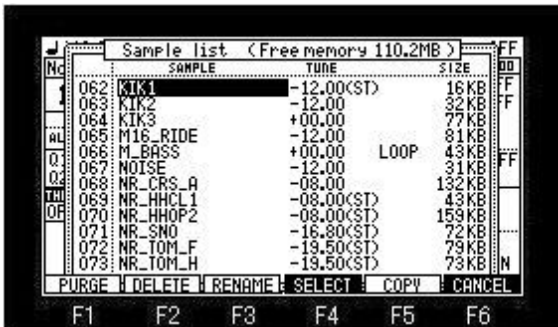 Sample list (Free memory 110.2MB)
SAMPLE TUNE SIZE
062 KIK1 -12.00(ST) 16KB
063 KIK2 -12.00 32KB
064 KIK3 +00.00 77KB
065 M16_RIDE -12.00 81KB
066 M_BASS +00.00 LOOP 43KB
067 NOISE -12.00 31KB
068 NR_CRS_A -08.00 132KB
069 NR_HHCL1 -08.00(ST) 43KB
070 NR_HHOP2 -08.00(ST) 159KB
071 NR_SNO -16.80(ST) 72KB
072 NR_TOM_F -19.50(ST) 79KB
073 NR_TOM_H -19.50(ST) 73KB
PURGE DELETE RENAME SELECT COPY CANCEL
F1 F2 F3 F4 F5 F6